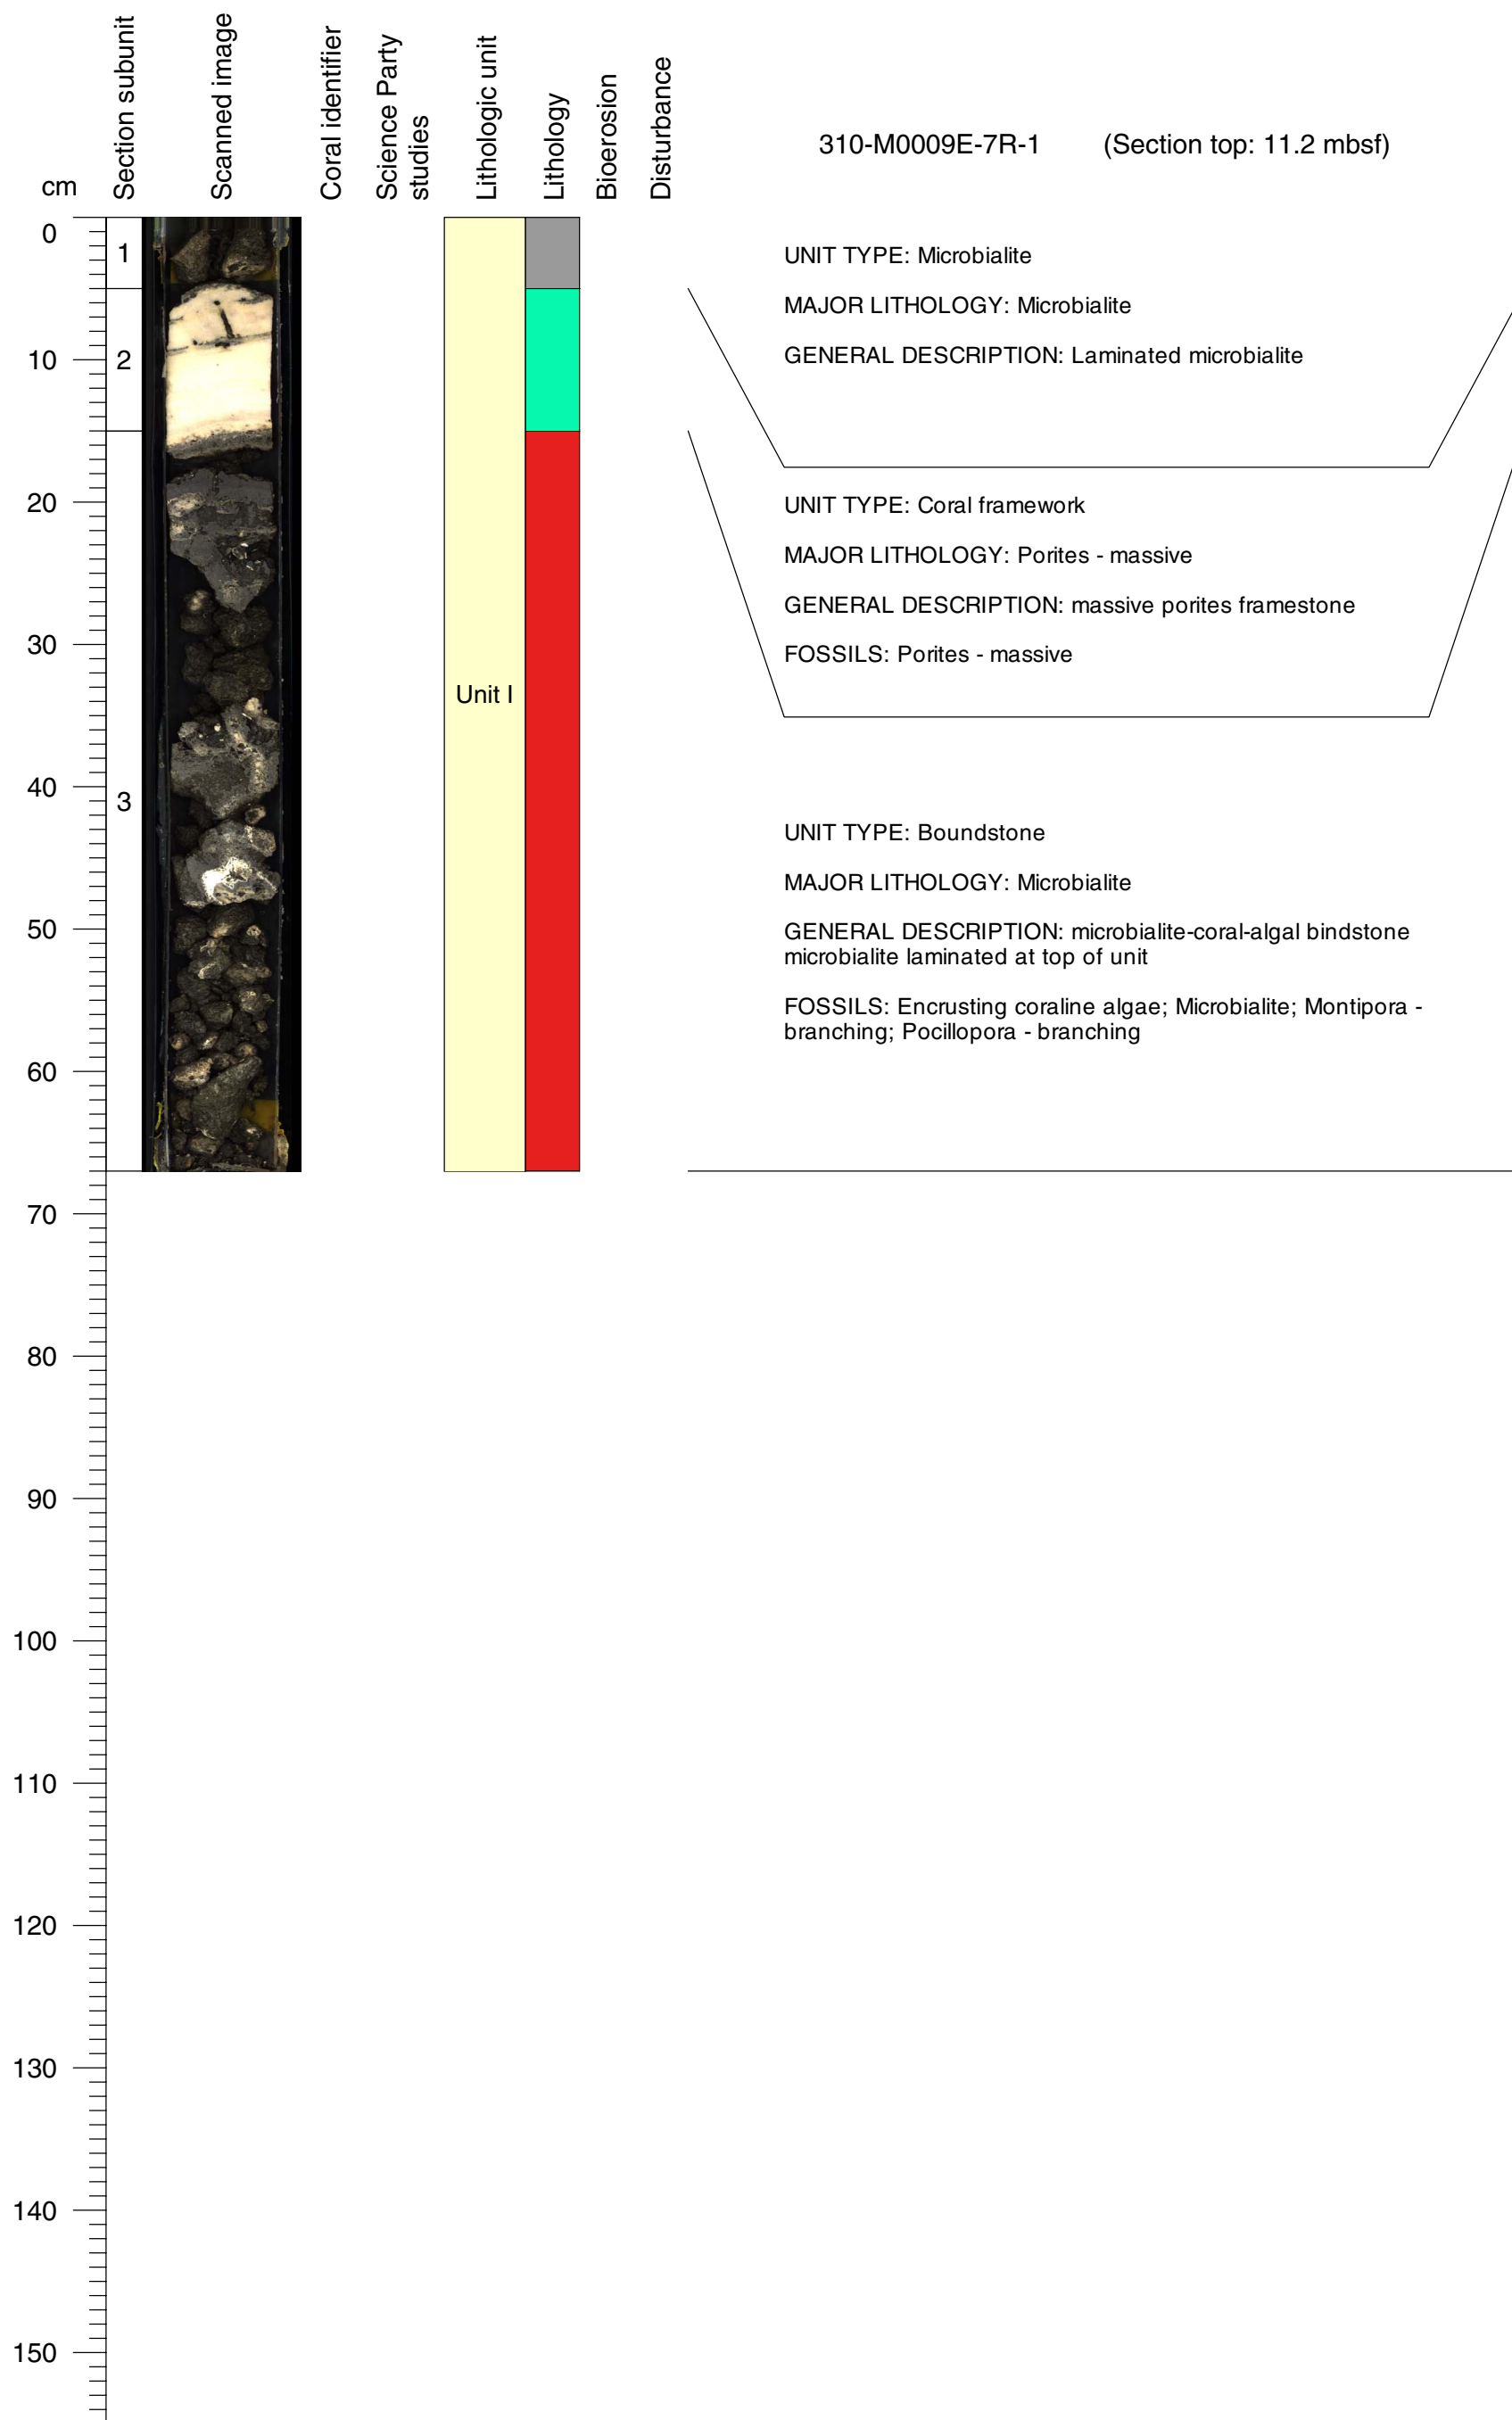 cm
Section subunit
Scanned image
Coral identifier
Science Party
studies
Lithologic unit
Lithology
Bioerosion
Disturbance
310-M0009E-7R-1 (Section top: 11.2 mbsf)
0
1
UNIT TYPE: Microbialite
MAJOR LITHOLOGY: Microbialite
10
2
GENERAL DESCRIPTION: Laminated microbialite
20
UNIT TYPE: Coral framework
MAJOR LITHOLOGY: Porites - massive
GENERAL DESCRIPTION: massive porites framestone
30
FOSSILS: Porites - massive
Unit I
40
3
UNIT TYPE: Boundstone
MAJOR LITHOLOGY: Microbialite
50
GENERAL DESCRIPTION: microbialite-coral-algal bindstone
microbialite laminated at top of unit
FOSSILS: Encrusting coraline algae; Microbialite; Montipora -
branching; Pocillopora - branching
60
70
80
90
100
110
120
130
140
150